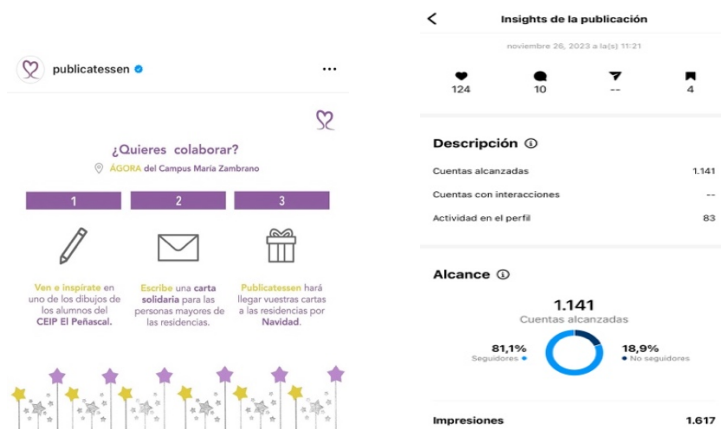 publicatessen
¿Quieres colaborar?
ÁGORA del Campus María Zambrano
1
2
3
Ven e inspírate en
uno de los dibujos de
los alumnos del
CEIP El Peñascal.
Escribe una carta
solidaria para las
personas mayores de
las residencias.
Publicatessen hará
llegar vuestras cartas
a las residencias por
Navidad.
Insights de la publicación
noviembre 26, 2023 a la(s) 11:21
124
10
--
4
Descripción
Cuentas alcanzadas 1.141
Cuentas con interacciones --
Actividad en el perfil 83
Alcance
1.141
Cuentas alcanzadas
81,1%
Seguidores
18,9%
No seguidores
Impresiones 1.617